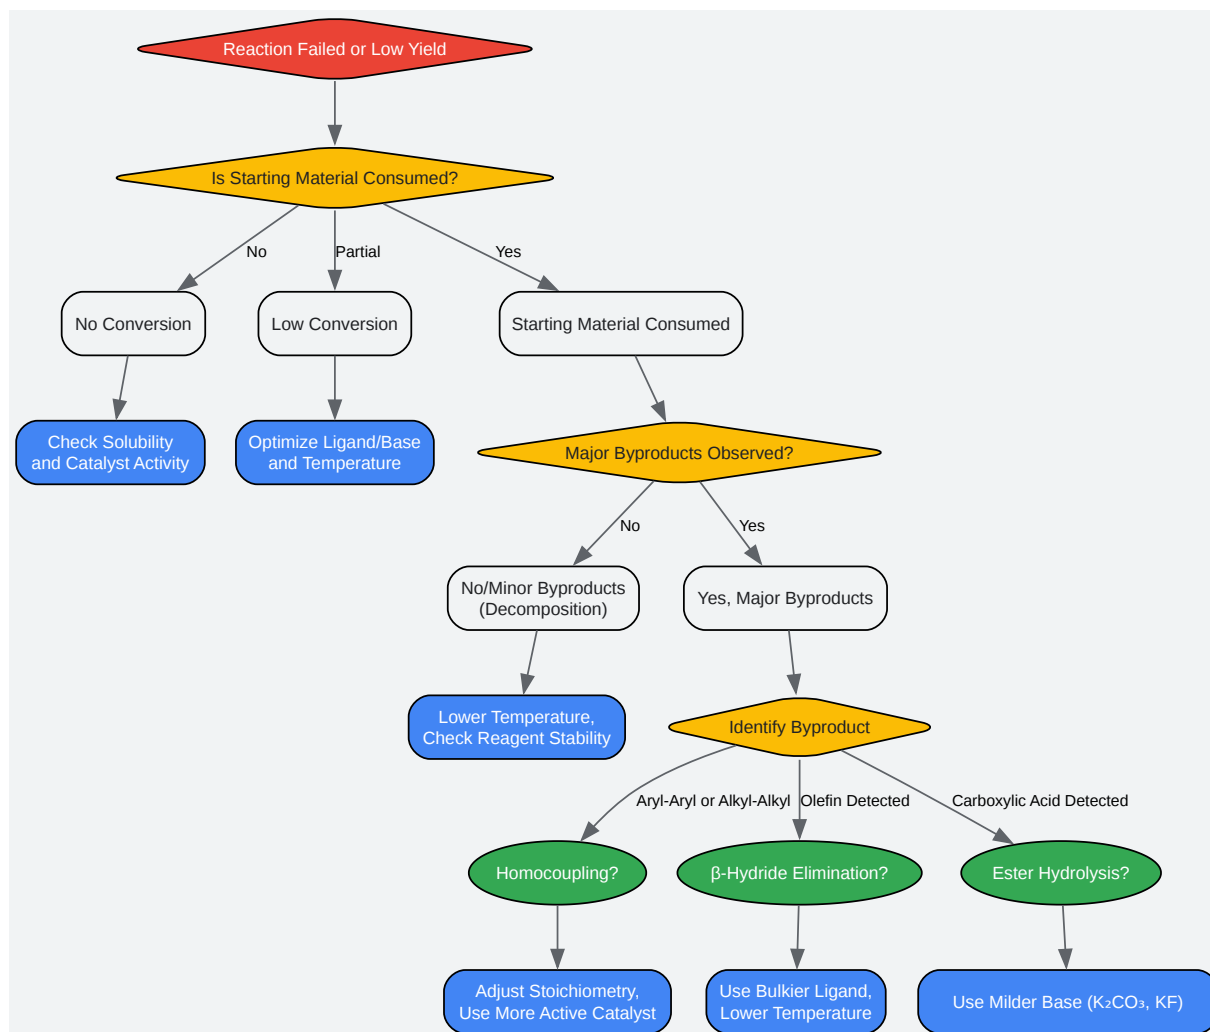 Reaction Failed or Low Yield
Is Starting Material Consumed?
No
Partial
Yes
No Conversion
Low Conversion
Starting Material Consumed
Check Solubility
and Catalyst Activity
Optimize Ligand/Base
and Temperature
Major Byproducts Observed?
No
Yes
No/Minor Byproducts
(Decomposition)
Yes, Major Byproducts
Lower Temperature,
Check Reagent Stability
Identify Byproduct
Aryl-Aryl or Alkyl-Alkyl
Olefin Detected
Carboxylic Acid Detected
Homocoupling?
β-Hydride Elimination?
Ester Hydrolysis?
Adjust Stoichiometry,
Use More Active Catalyst
Use Bulkier Ligand,
Lower Temperature
Use Milder Base (K₂CO₃, KF)